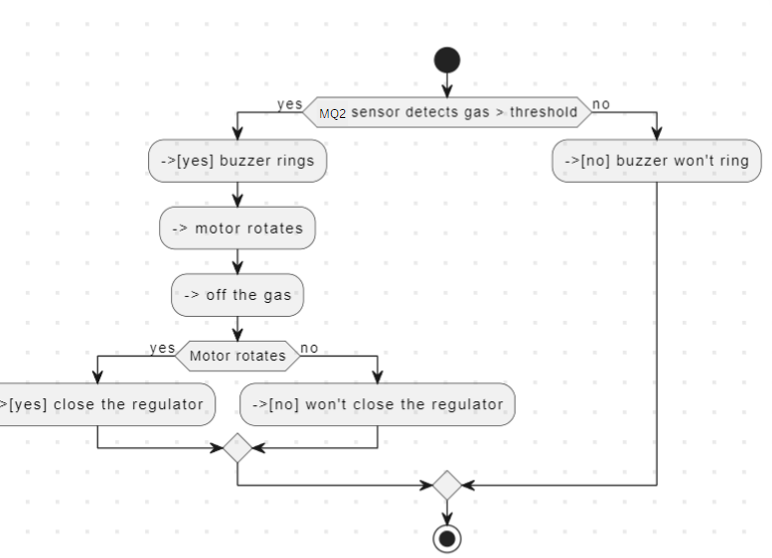 yes
MQ2 sensor detects gas > threshold
no
->[yes] buzzer rings
->[no] buzzer won't ring
-> motor rotates
-> off the gas
yes
Motor rotates
no
>[yes] close the regulator
->[no] won't close the regulator